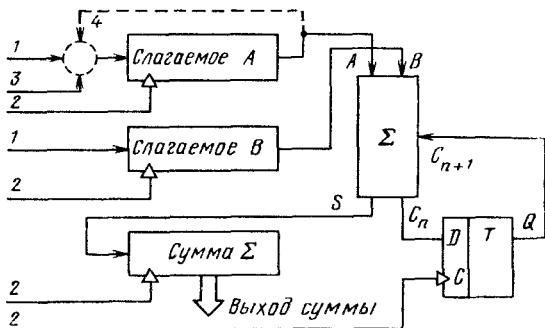 4
1
Слагаемое A
3
2
A
B
1
Слагаемое B
Σ
2
C_{n+1}
S
C_n
Q
D
T
Сумма Σ
C
2
Выход суммы
2